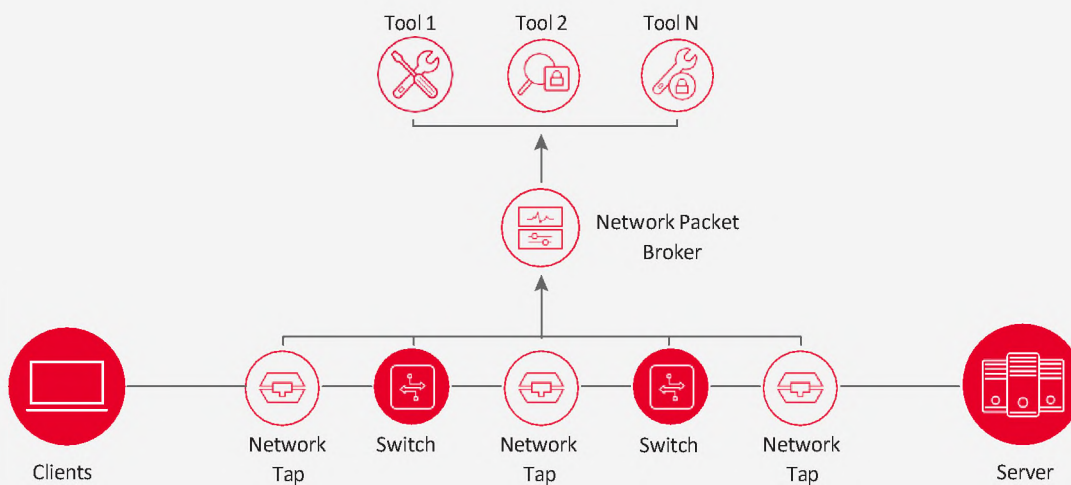 Tool 1
Tool 2
Tool N
Network Packet
Broker
Network
Tap
Switch
Network
Tap
Switch
Network
Tap
Clients
Server